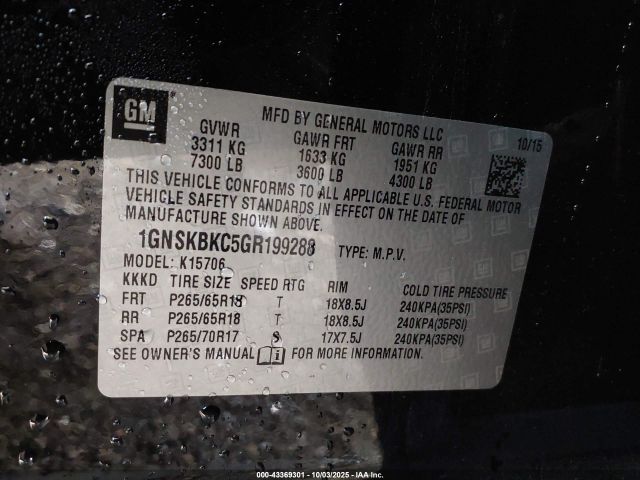 GM
MFD BY GENERAL MOTORS LLC
GVWR GAWR FRT GAWR RR 10/15
3311 KG 1633 KG 1951 KG
7300 LB 3600 LB 4300 LB
THIS VEHICLE CONFORMS TO ALL APPLICABLE U.S. FEDERAL MOTOR
VEHICLE SAFETY STANDARDS IN EFFECT ON THE DATE OF
MANUFACTURE SHOWN ABOVE.
1GNSKBKC5GR199288 TYPE: M.P.V.
MODEL: K15706
KKKD TIRE SIZE SPEED RTG RIM COLD TIRE PRESSURE
FRT P265/65R18 T 18X8.5J 240KPA(35PSI)
RR P265/65R18 T 18X8.5J 240KPA(35PSI)
SPA P265/70R17 S 17X7.5J 240KPA(35PSI)
SEE OWNER'S MANUAL FOR MORE INFORMATION.
000-43369301 - 10/03/2025 - IAA Inc.